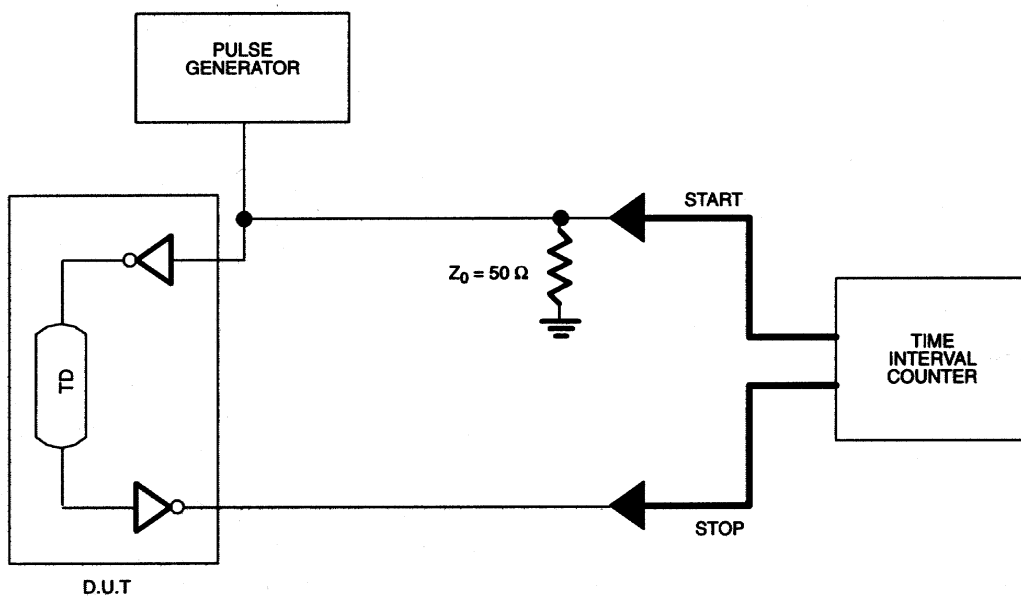 PULSE
GENERATOR
START
Z₀ = 50 Ω
TIME
INTERVAL
COUNTER
TD
STOP
D.U.T